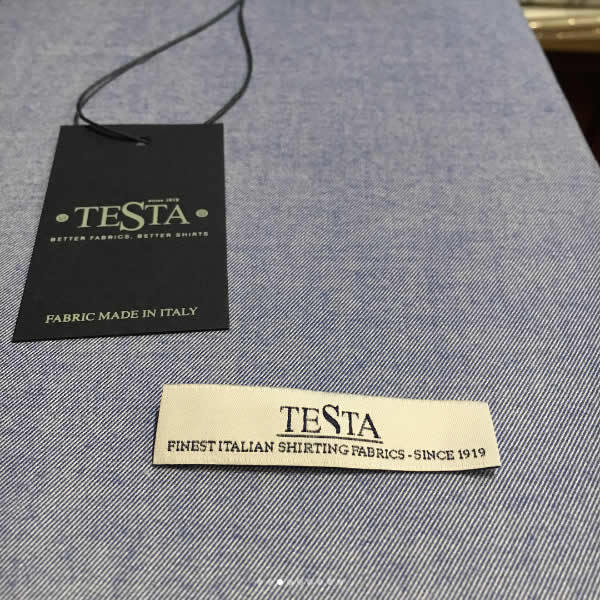 since 1919
• TESTA •
BETTER FABRICS, BETTER SHIRTS
FABRIC MADE IN ITALY
TESTA
FINEST ITALIAN SHIRTING FABRICS - SINCE 1919